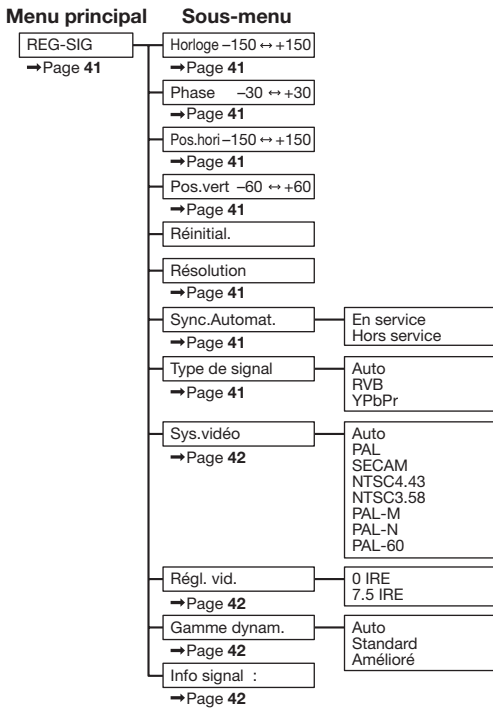 Menu principal
Sous-menu
REG-SIG
➞Page 41
Horloge –150 ↔ +150
➞Page 41
Phase –30 ↔ +30
➞Page 41
Pos.hori –150 ↔ +150
➞Page 41
Pos.vert –60 ↔ +60
➞Page 41
Réinitial.
Résolution
➞Page 41
Sync.Automat.
➞Page 41
En service
Hors service
Type de signal
➞Page 41
Auto
RVB
YPbPr
Sys.vidéo
➞Page 42
Auto
PAL
SECAM
NTSC4.43
NTSC3.58
PAL-M
PAL-N
PAL-60
Régl. vid.
➞Page 42
0 IRE
7.5 IRE
Gamme dynam.
➞Page 42
Auto
Standard
Amélioré
Info signal :
➞Page 42